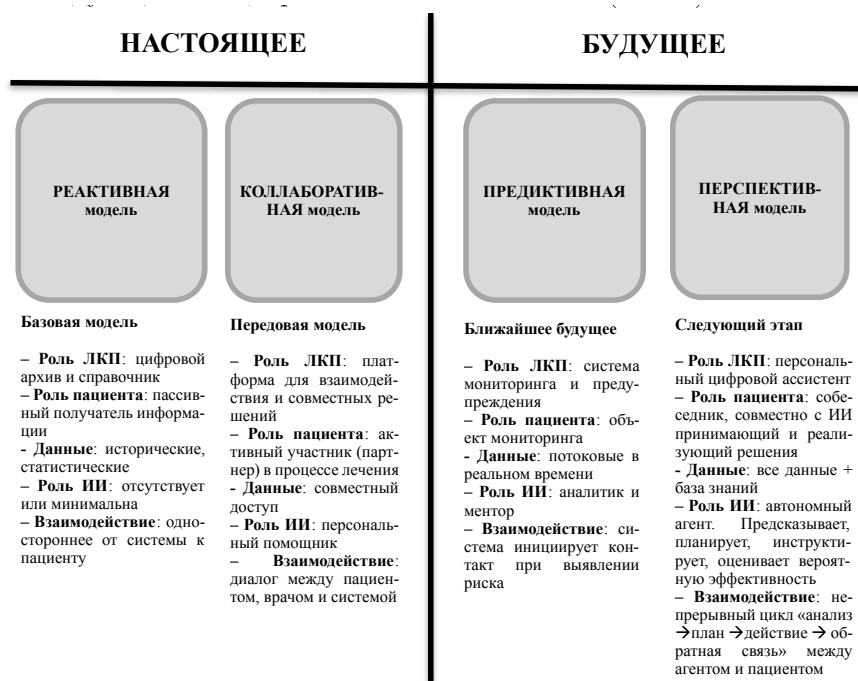 НАСТОЯЩЕЕ
БУДУЩЕЕ
РЕАКТИВНАЯ
модель
КОЛЛАБОРАТИВ-
НАЯ модель
ПРЕДИКТИВНАЯ
модель
ПЕРСПЕКТИВ-
НАЯ модель
Базовая модель
– Роль ЛКП: цифровой
архив и справочник
– Роль пациента: пассив-
ный получатель информа-
ции
- Данные: исторические,
статистические
– Роль ИИ: отсутствует
или минимальна
– Взаимодействие: одно-
стороннее от системы к
пациенту
Передовая модель
– Роль ЛКП: плат-
форма для взаимодей-
ствия и совместных ре-
шений
– Роль пациента: ак-
тивный участник (парт-
нер) в процессе лечения
- Данные: совместный
доступ
– Роль ИИ: персональ-
ный помощник
– Взаимодействие:
диалог между пациен-
том, врачом и системой
Ближайшее будущее
– Роль ЛКП: система
мониторинга и преду-
преждения
– Роль пациента: объ-
ект мониторинга
- Данные: потоковые в
реальном времени
– Роль ИИ: аналитик и
ментор
– Взаимодействие: си-
стема инициирует кон-
такт при выявлении
риска
Следующий этап
– Роль ЛКП: персональ-
ный цифровой ассистент
– Роль пациента: собе-
седник, совместно с ИИ
принимающий и реали-
зующий решения
- Данные: все данные +
база знаний
– Роль ИИ: автономный
агент. Предсказывает,
планирует, инструкти-
рует, оценивает вероят-
ную эффективность
– Взаимодействие: не-
прерывный цикл «анализ
→план →действие → об-
ратная связь» между
агентом и пациентом